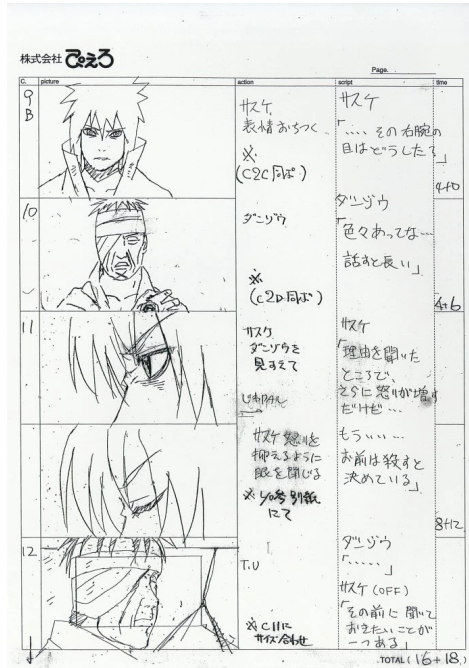 株式会社 ぴえろ
Page.
C. picture action script time
9
B
サスケ
表情おちつく
※
(C2C同ポ)
サスケ
「‥‥その右腕の
目はどうした?」
4+0
10
ダンゾウ
※
(C2D同ポ)
ダンゾウ
「色々あってな…
話すと長い」
4+6
11
サスケ
ダンゾウを
見すえて
サスケ
「理由を聞いた
ところで、
さらに怒りが増す
だけだ…
サスケ 怒りを
抑えるように
眼を閉じる
※ 参 別紙
にて
もういい…
お前は殺すと
決めている」
8+12
12
T.U
※C11に
サイズ合わせ
ダンゾウ
「‥‥‥」
サスケ(OFF)
「その前に聞いて
おきたいことが
一つある」
TOTAL(16+18)